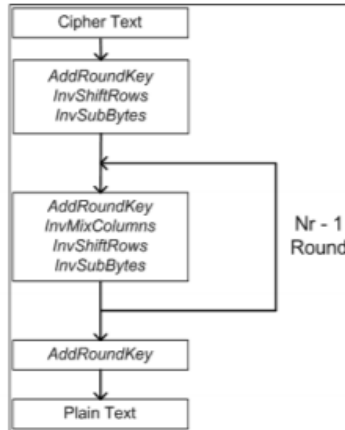 Cipher Text
AddRoundKey
InvShiftRows
InvSubBytes
AddRoundKey
InvMixColumns
InvShiftRows
InvSubBytes
Nr - 1
Round
AddRoundKey
Plain Text